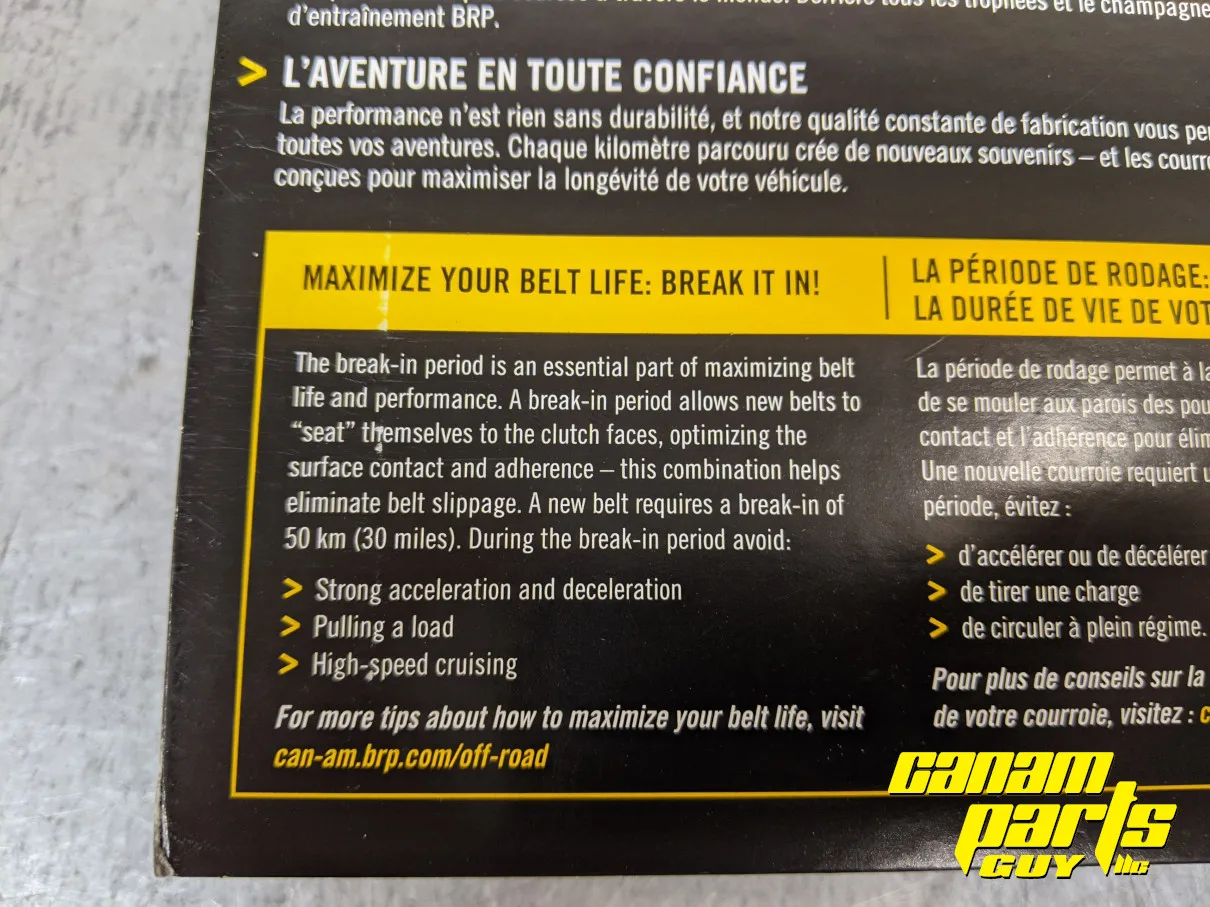 le monde. Derrière tous les trophées et le champagne
d'entraînement BRP.
> L'AVENTURE EN TOUTE CONFIANCE
La performance n'est rien sans durabilité, et notre qualité constante de fabrication vous
toutes vos aventures. Chaque kilomètre parcouru crée de nouveaux souvenirs – et les
conçues pour maximiser la longévité de votre véhicule.
MAXIMIZE YOUR BELT LIFE: BREAK IT IN!
The break-in period is an essential part of maximizing belt
life and performance. A break-in period allows new belts to
"seat" themselves to the clutch faces, optimizing the
surface contact and adherence – this combination helps
eliminate belt slippage. A new belt requires a break-in of
50 km (30 miles). During the break-in period avoid:
> Strong acceleration and deceleration
> Pulling a load
> High-speed cruising
For more tips about how to maximize your belt life, visit
can-am.brp.com/off-road
LA PÉRIODE DE RODAGE:
LA DURÉE DE VIE DE
La période de rodage permet à
de se mouler aux parois des
contact et l'adhérence pour
Une nouvelle courroie requiert
période, évitez :
> d'accélérer ou de décélérer
> de tirer une charge
> de circuler à plein régime.
Pour plus de conseils sur la
de votre courroie, visitez :
canam
parts
GUY llc